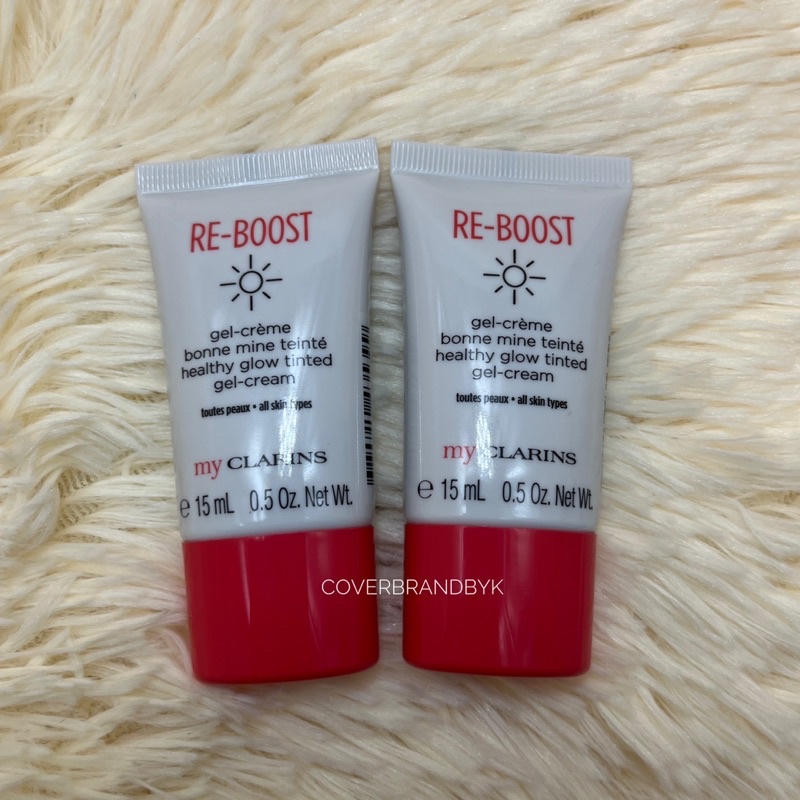 RE-BOOST
gel-crème
bonne mine teinté
healthy glow tinted
gel-cream
toutes peaux • all skin types
my CLARINS
e 15 mL 0.5 Oz. Net Wt.
RE-BOOST
gel-crème
bonne mine teinté
healthy glow tinted
gel-cream
toutes peaux • all skin types
my CLARINS
e 15 mL 0.5 Oz. Net Wt.
COVERBRANDBYK